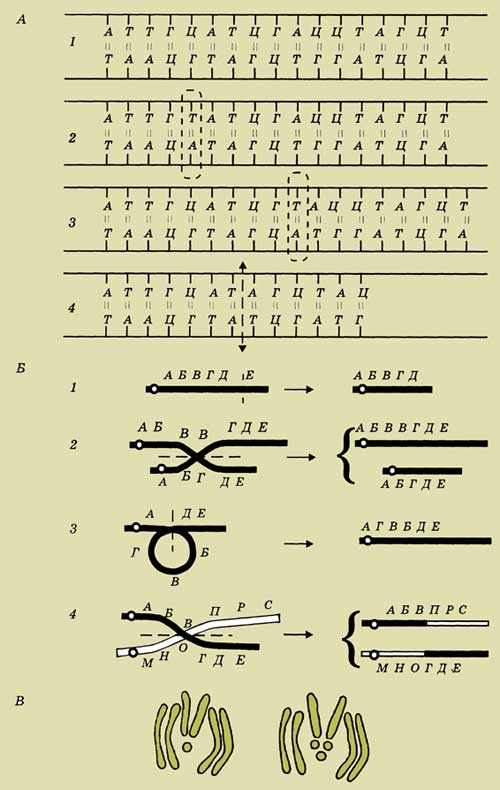 А
А Т Т Г Ц А Т Ц Г А Ц Ц Т А Г Ц Т
1
Т А А Ц Г Т А Г Ц Т Г Г А Т Ц Г А
А Т Т Г Т А Т Ц Г А Ц Ц Т А Г Ц Т
2
Т А А Ц А Т А Г Ц Т Г Г А Т Ц Г А
А Т Т Г Ц А Т Ц Г Т А Ц Ц Т А Г Ц Т
3
Т А А Ц Г Т А Г Ц А Т Г Г А Т Ц Г А
А Т Т Г Ц А Т А Г Ц Т А Ц
4
Т А А Ц Г Т А Т Ц Г А Т Г
Б
1
А Б В Г Д Е
А Б В Г Д
2
А Б В В Г Д Е
А Б Г Д Е
А Б В В Г Д Е
А Б Г Д Е
3
А Д Е
Г Б
В
А Г В Б Д Е
4
А Б В П Р С
М Н О Г Д Е
А Б В П Р С
М Н О Г Д Е
В